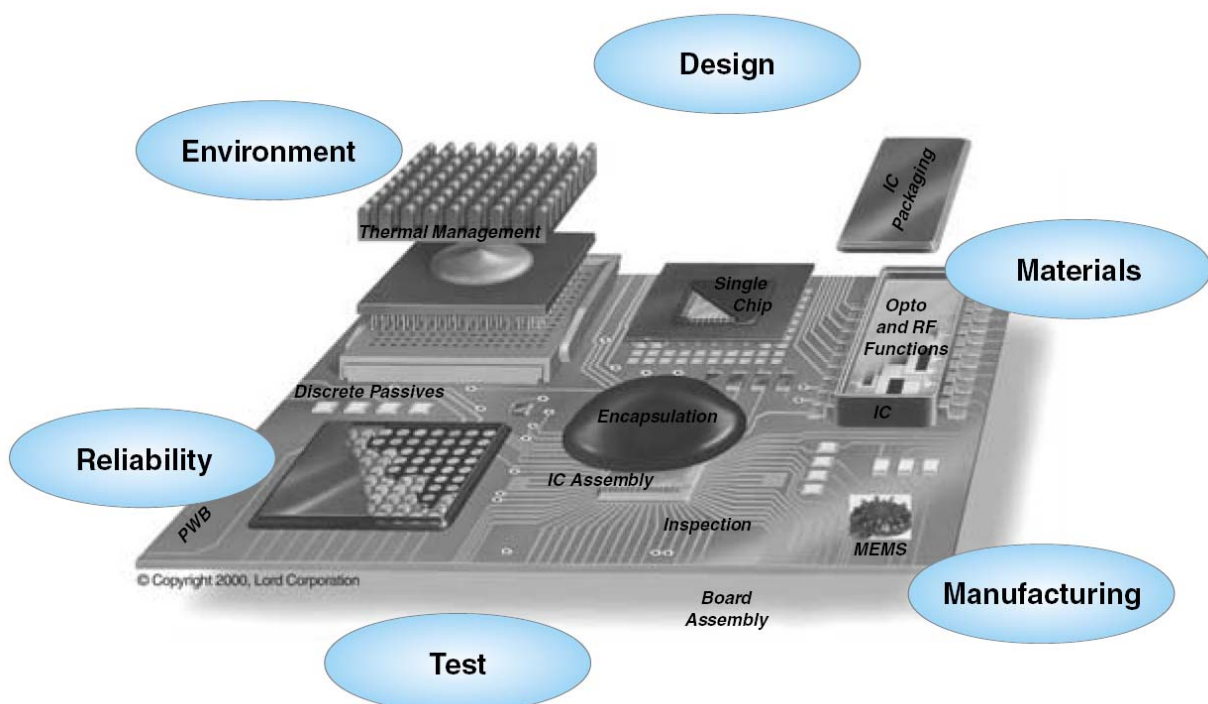 Design
Environment
IC
Packaging
Thermal Management
Materials
Single
Chip
Opto
and RF
Functions
Discrete Passives
IC
Encapsulation
Reliability
IC Assembly
PWB
Inspection
MEMS
© Copyright 2000, Lord Corporation
Board
Assembly
Manufacturing
Test